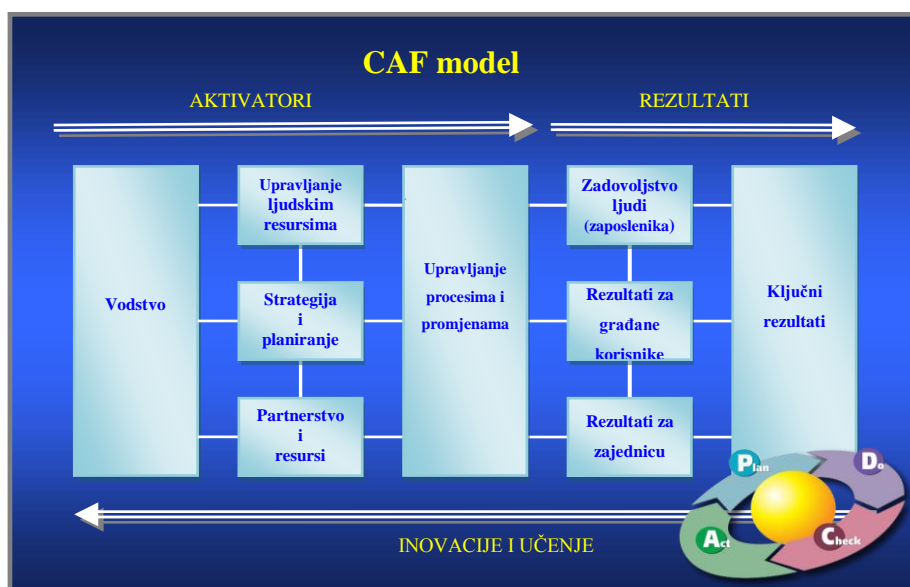 CAF model
AKTIVATORI
REZULTATI
Vodstvo
Upravljanje
ljudskim
resursima
Strategija
i
planiranje
Partnerstvo
i
resursi
Upravljanje
procesima i
promjenama
Zadovoljstvo
ljudi
(zaposlenika)
Rezultati za
građane
korisnike
Rezultati za
zajednicu
Ključni
rezultati
Plan
Do
Act
Check
INOVACIJE I UČENJE